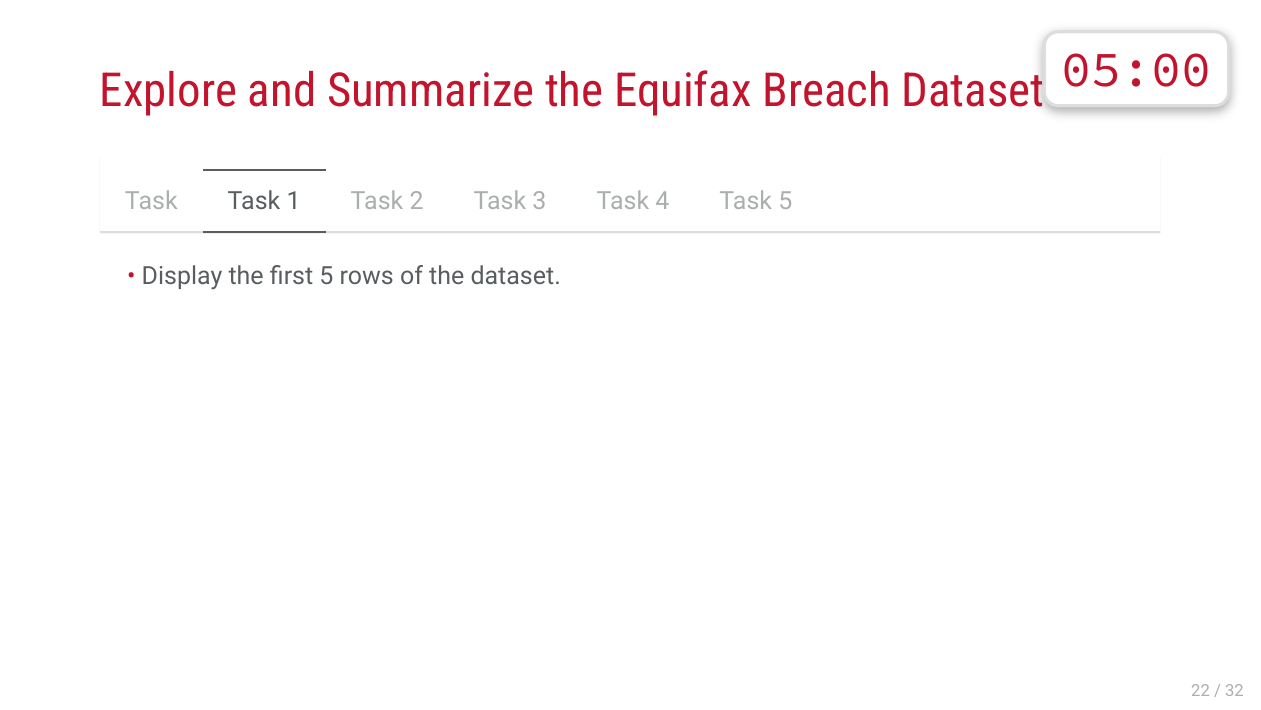 Explore and Summarize the Equifax Breach Dataset
05:00
Task Task 1 Task 2 Task 3 Task 4 Task 5
• Display the first 5 rows of the dataset.
22 / 32